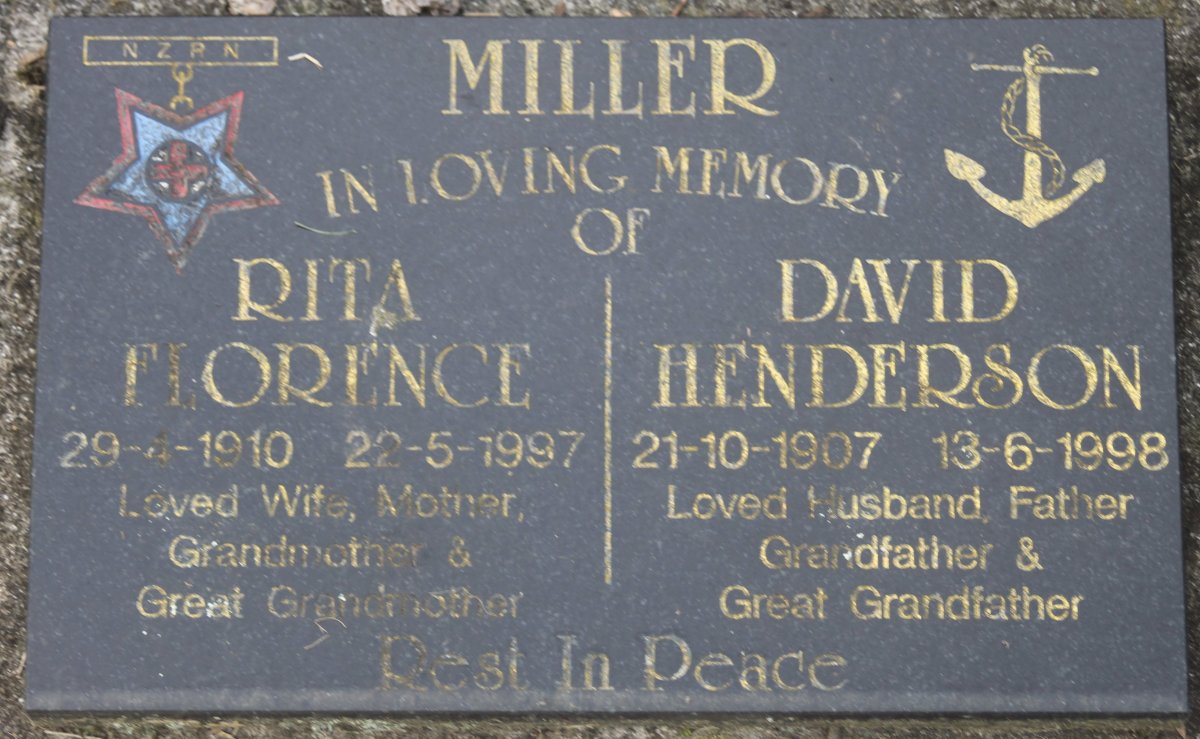 NZRN
MILLER
IN LOVING MEMORY
OF
RITA
FLORENCE
29-4-1910 22-5-1997
Loved Wife, Mother,
Grandmother &
Great Grandmother
DAVID
HENDERSON
21-10-1907 13-6-1998
Loved Husband, Father
Grandfather &
Great Grandfather
Rest In Peace